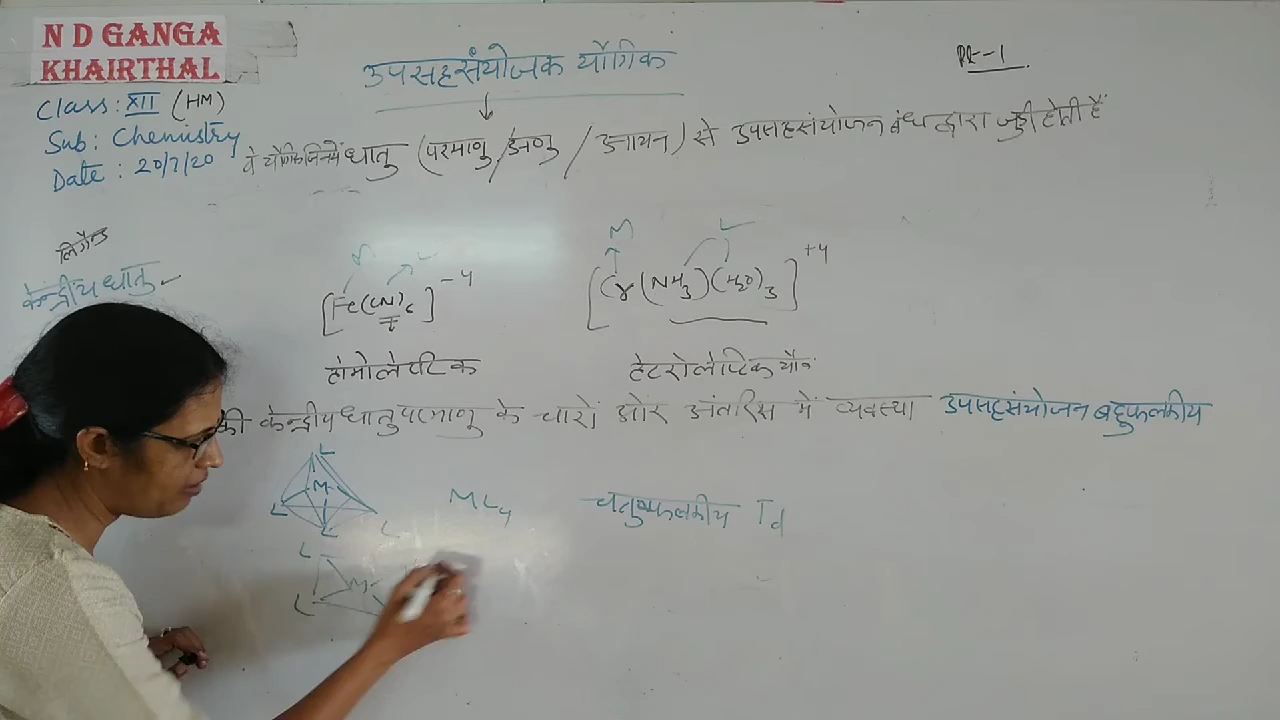 N D GANGA
KHAIRTHAL
उपसहसंयोजक यौगिक
Pt-1
Class: XII (HM)
Sub: Chemistry
Date: 20/7/20
वे यौगिक जिनमें धातु (परमाणु / अणु / आयन) से उपसहसंयोजन बंध द्वारा जुड़ी होती हैं
लिगैन्ड
केन्द्रीय धातु
M L
[Fe(CN)6]-4
M L
[Cr(NH3)(H2O)3]+4
होमोलेप्टिक
हेटरोलेप्टिक यौ
की केन्द्रीय धातु परमाणु के चारों ओर अंतरिस में व्यवस्था उपसहसंयोजन बहुफलकीय
L
M
L L L
ML4
चतुष्फलकीय Td
L
M
L